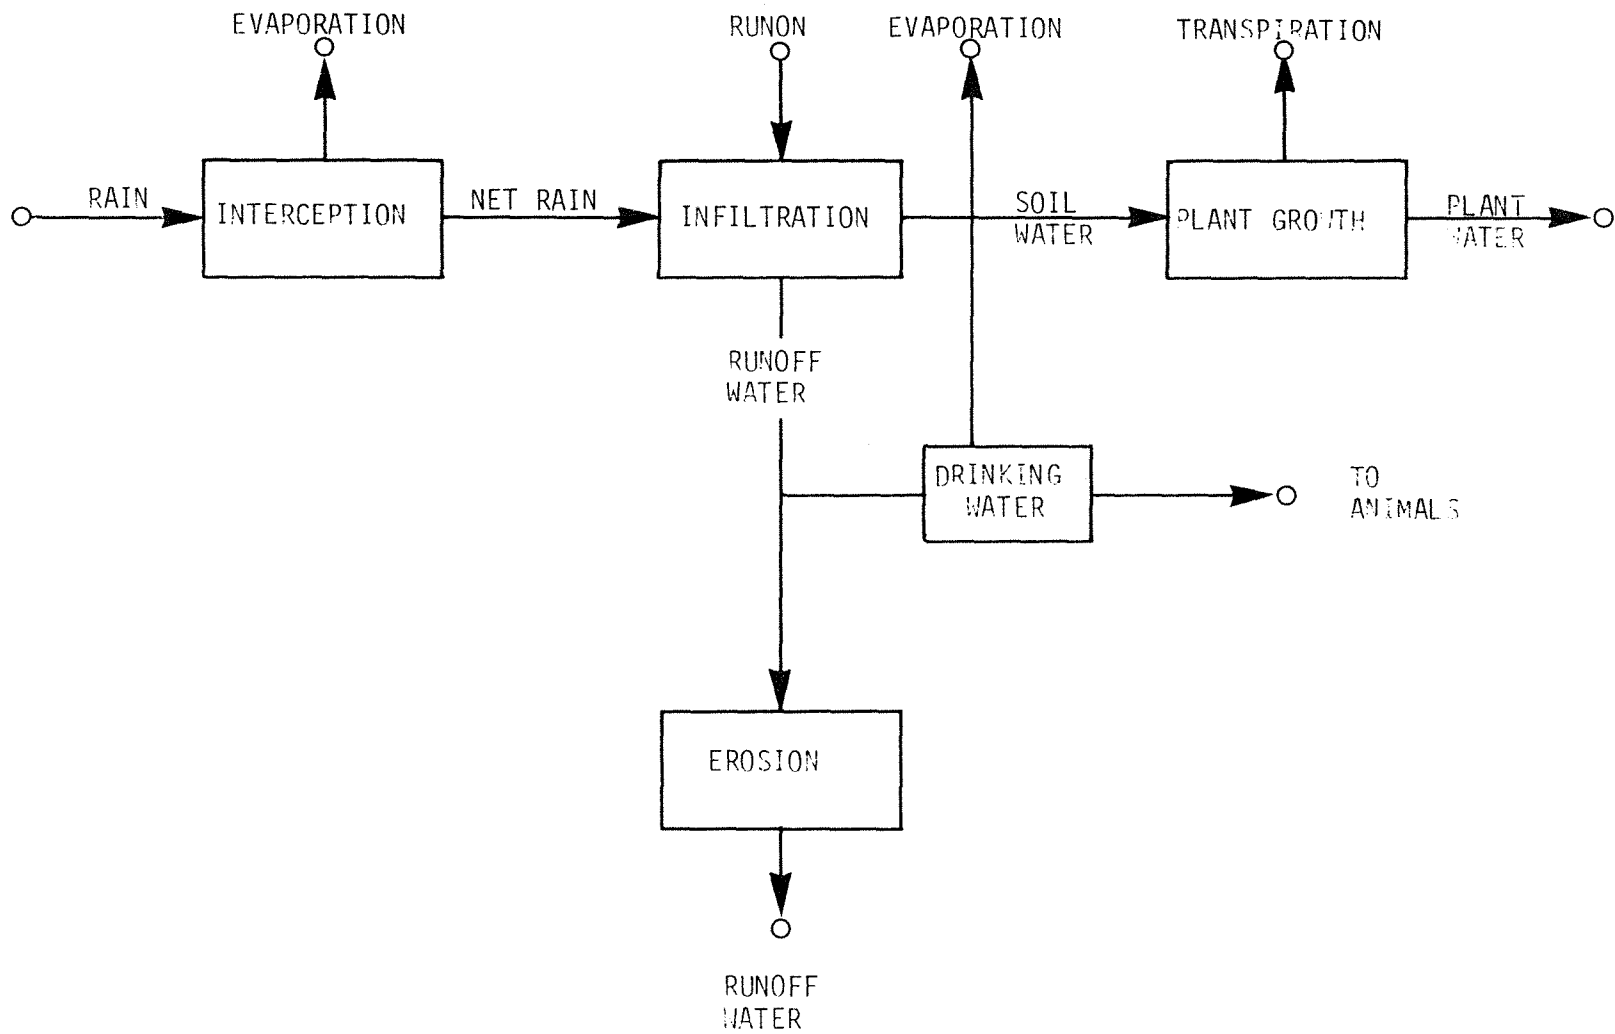 EVAPORATION
RUNON
EVAPORATION
TRANSPIRATION
RAIN
INTERCEPTION
NET RAIN
INFILTRATION
SOIL
WATER
PLANT GROWTH
PLANT
WATER
RUNOFF
WATER
DRINKING
WATER
TO
ANIMALS
EROSION
RUNOFF
WATER